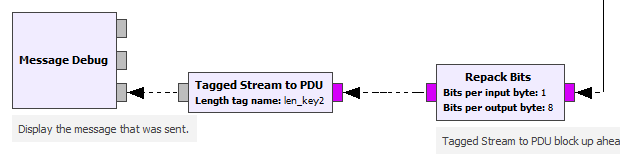 Message Debug
Display the message that was sent.
Tagged Stream to PDU
Length tag name: len_key2
Repack Bits
Bits per input byte: 1
Bits per output byte: 8
Tagged Stream to PDU block up